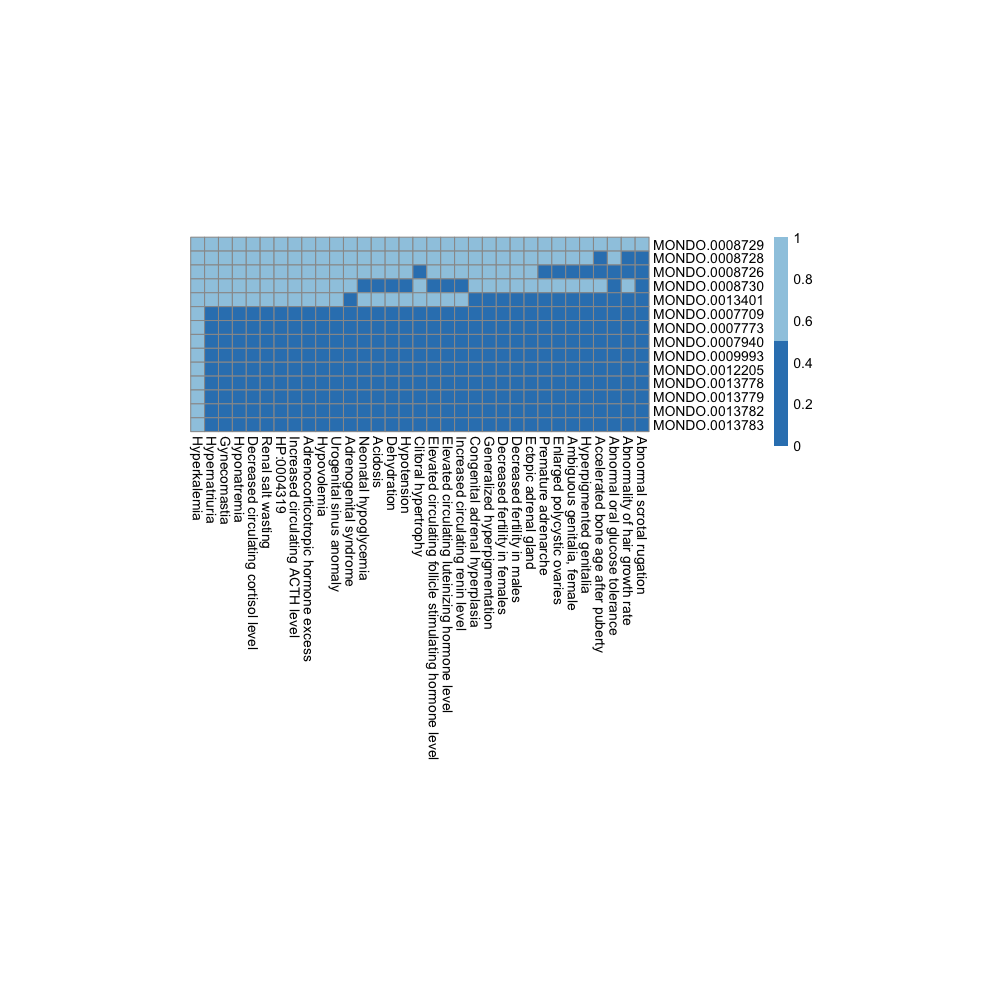 MONDO.0008729
MONDO.0008728
MONDO.0008726
MONDO.0008730
MONDO.0013401
MONDO.0007709
MONDO.0007773
MONDO.0007940
MONDO.0009993
MONDO.0012205
MONDO.0013778
MONDO.0013779
MONDO.0013782
MONDO.0013783
1
0.8
0.6
0.4
0.2
0
Hyperkalemia
Hypernatriuria
Gynecomastia
Hyponatremia
Decreased circulating cortisol level
Renal salt wasting
HP:0004319
Increased circulating ACTH level
Adrenocorticotropic hormone excess
Hypovolemia
Urogenital sinus anomaly
Adrenogenital syndrome
Neonatal hypoglycemia
Acidosis
Dehydration
Hypotension
Clitoral hypertrophy
Elevated circulating follicle stimulating hormone level
Elevated circulating luteinizing hormone level
Increased circulating renin level
Congenital adrenal hyperplasia
Generalized hyperpigmentation
Decreased fertility in females
Decreased fertility in males
Ectopic adrenal gland
Premature adrenarche
Enlarged polycystic ovaries
Ambiguous genitalia, female
Hyperpigmented genitalia
Accelerated bone age after puberty
Abnormal oral glucose tolerance
Abnormality of hair growth rate
Abnormal scrotal rugation